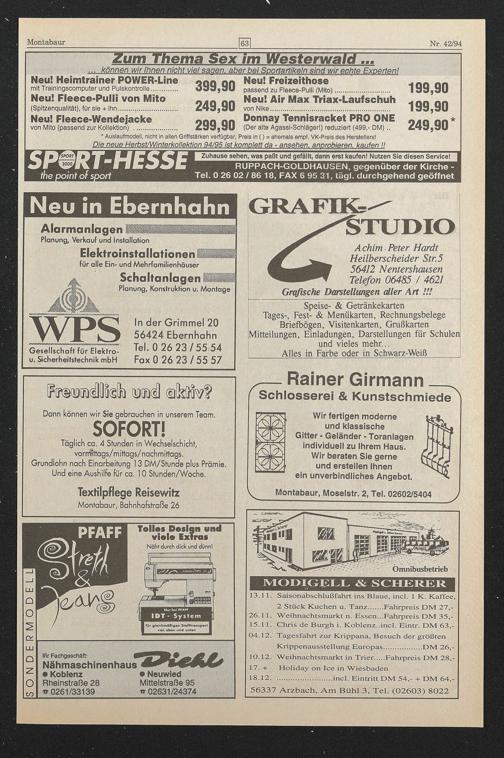 Montabaur
63
Nr. 42/94
Zum Thema Sex im Westerwald ...
... können wir Ihnen nicht viel sagen, aber bei Sportartikeln sind wir echte Experten!
Neu! Heimtrainer POWER-Line
mit Trainingscomputer und Pulskontrolle
399,90
Neu! Fleece-Pulli von Mito
(Spitzenqualität), für sie + ihn
249,90
Neu! Fleece-Wendejacke
von Mito (passend zur Kollektion)
299,90
Neu! Freizeithose
passend zu Fleece-Pulli (Mito)
199,90
Neu! Air Max Triax-Laufschuh
von Nike
199,90
Donnay Tennisracket PRO ONE
(Der alte Agassi-Schläger!) reduziert (499,- DM)
249,90*
* Auslaufmodell, nicht in allen Griffstärken verfügbar, Preis in ( ) = ehemals empf. VK-Preis des Herstellers!
Die neue Herbst/Winterkollektion 94/95 ist komplett da - ansehen, anprobieren, kaufen !!
SPORT-HESSE
the point of sport
SPORT 2000
Zuhause sehen, was paßt und gefällt, dann erst kaufen! Nutzen Sie diesen Service!
RUPPACH-GOLDHAUSEN, gegenüber der Kirche -
Tel. 0 26 02 / 86 18, FAX 6 95 31, tägl. durchgehend geöffnet
Neu in Ebernhahn
Alarmanlagen
Planung, Verkauf und Installation
Elektroinstallationen
für alle Ein- und Mehrfamilienhäuser
Schaltanlagen
Planung, Konstruktion u. Montage
WPS
Gesellschaft für Elektro-
u. Sicherheitstechnik mbH
In der Grimmel 20
56424 Ebernhahn
Tel. 0 26 23 / 55 54
Fax 0 26 23 / 55 57
GRAFIK-
STUDIO
Achim Peter Hardt
Heilberscheider Str.5
56412 Nentershausen
Telefon 06485 / 4621
Grafische Darstellungen aller Art !!!
Speise- & Getränkekarten
Tages-, Fest- & Menükarten, Rechnungsbelege
Briefbögen, Visitenkarten, Grußkarten
Mitteilungen, Einladungen, Darstellungen für Schulen
und vieles mehr...
Alles in Farbe oder in Schwarz-Weiß
Freundlich und aktiv?
Dann können wir Sie gebrauchen in unserem Team.
SOFORT!
Täglich ca. 4 Stunden in Wechselschicht,
vormittags/mittags/nachmittags.
Grundlohn nach Einarbeitung 13 DM/Stunde plus Prämie.
Und eine Aushilfe für ca. 10 Stunden/Woche.
Textilpflege Reisewitz
Montabaur, Bahnhofstraße 26
Rainer Girmann
Schlosserei & Kunstschmiede
Wir fertigen moderne
und klassische
Gitter - Geländer - Toranlagen
individuell zu Ihrem Haus.
Wir beraten Sie gerne
und erstellen Ihnen
ein unverbindliches Angebot.
Montabaur, Moselstr. 2, Tel. 02602/5404
SONDERMODELL
PFAFF
Streth & Jeans
Tolles Design und
viele Extras
Näht durch dick und dünn!
Nur bei PFAFF
IDT - System
für gleichmäßigen Stofftransport
von oben und unten
Ihr Fachgeschäft:
Nähmaschinenhaus Diehl
● Koblenz
Rheinstraße 28
☎ 0261/33139
● Neuwied
Mittelstraße 95
☎ 02631/24374
Omnibusbetrieb
MODIGELL & SCHERER
13.11. Saisonabschlußfahrt ins Blaue, incl. 1 K. Kaffee,
2 Stück Kuchen u. Tanz......Fahrpreis DM 27,-
26.11. Weihnachtsmarkt n. Essen...Fahrpreis DM 35,-
15.11. Chris de Burgh i. Koblenz..incl. Eintr. DM 63,-
04.12. Tagesfahrt zur Krippana, Besuch der größten
Krippenausstellung Europas..........DM 26,-
10.12. Weihnachtsmarkt in Trier....Fahrpreis DM 28,-
17. + Holiday on Ice in Wiesbaden
18.12. ..................incl. Eintritt DM 54,- + DM 64,-
56337 Arzbach, Am Bühl 3, Tel. (02603) 8022